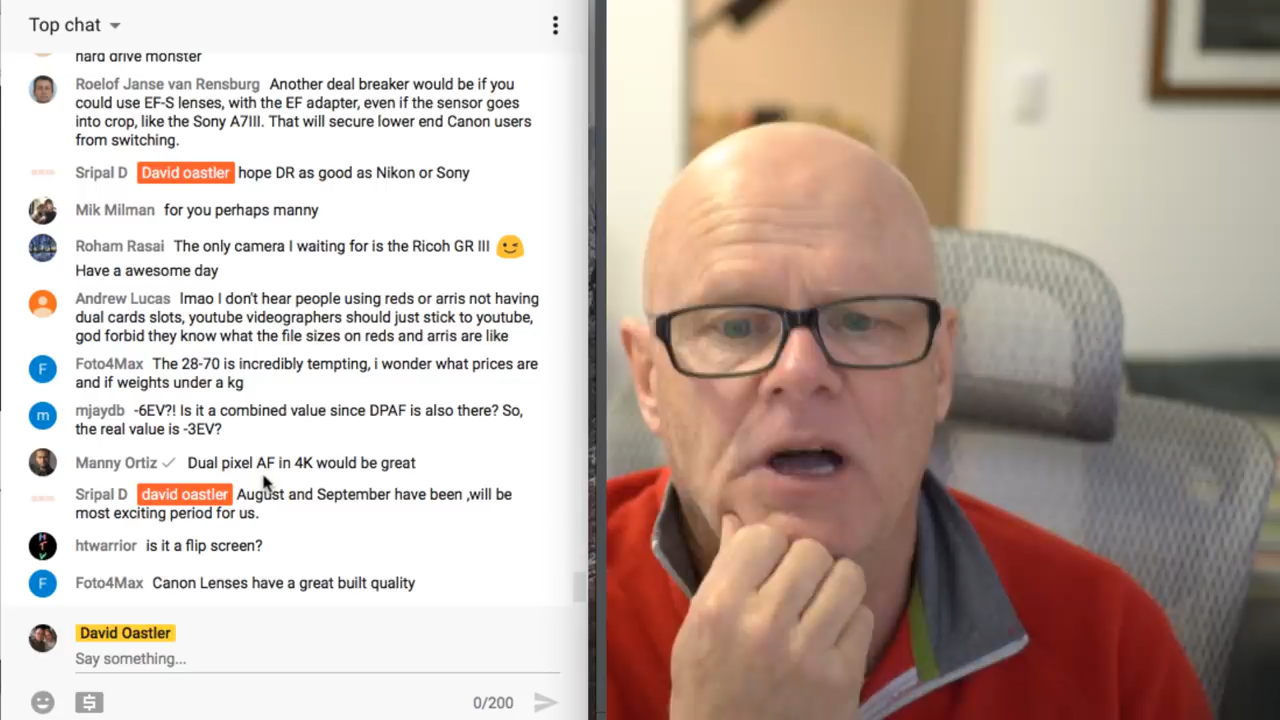 Top chat
hard drive monster
Roelof Janse van Rensburg Another deal breaker would be if you
could use EF-S lenses, with the EF adapter, even if the sensor goes
into crop, like the Sony A7III. That will secure lower end Canon users
from switching.
Sripal D David oastler hope DR as good as Nikon or Sony
Mik Milman for you perhaps manny
Roham Rasai The only camera I waiting for is the Ricoh GR III 😉
Have a awesome day
Andrew Lucas lmao I don't hear people using reds or arris not having
dual cards slots, youtube videographers should just stick to youtube,
god forbid they know what the file sizes on reds and arris are like
F Foto4Max The 28-70 is incredibly tempting, i wonder what prices are
and if weights under a kg
m mjaydb -6EV?! Is it a combined value since DPAF is also there? So,
the real value is -3EV?
Manny Ortiz ✓ Dual pixel AF in 4K would be great
Sripal D david oastler August and September have been ,will be
most exciting period for us.
htwarrior is it a flip screen?
F Foto4Max Canon Lenses have a great built quality
David Oastler
Say something...
0/200